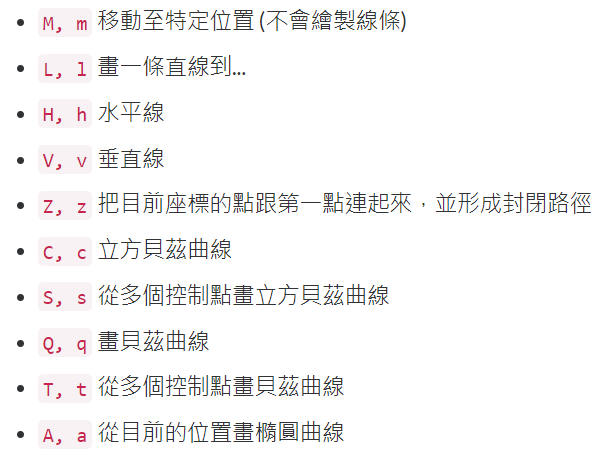 M, m 移動至特定位置 (不會繪製線條)
L, l 畫一條直線到...
H, h 水平線
V, v 垂直線
Z, z 把目前座標的點跟第一點連起來，並形成封閉路徑
C, c 立方貝茲曲線
S, s 從多個控制點畫立方貝茲曲線
Q, q 畫貝茲曲線
T, t 從多個控制點畫貝茲曲線
A, a 從目前的位置畫橢圓曲線